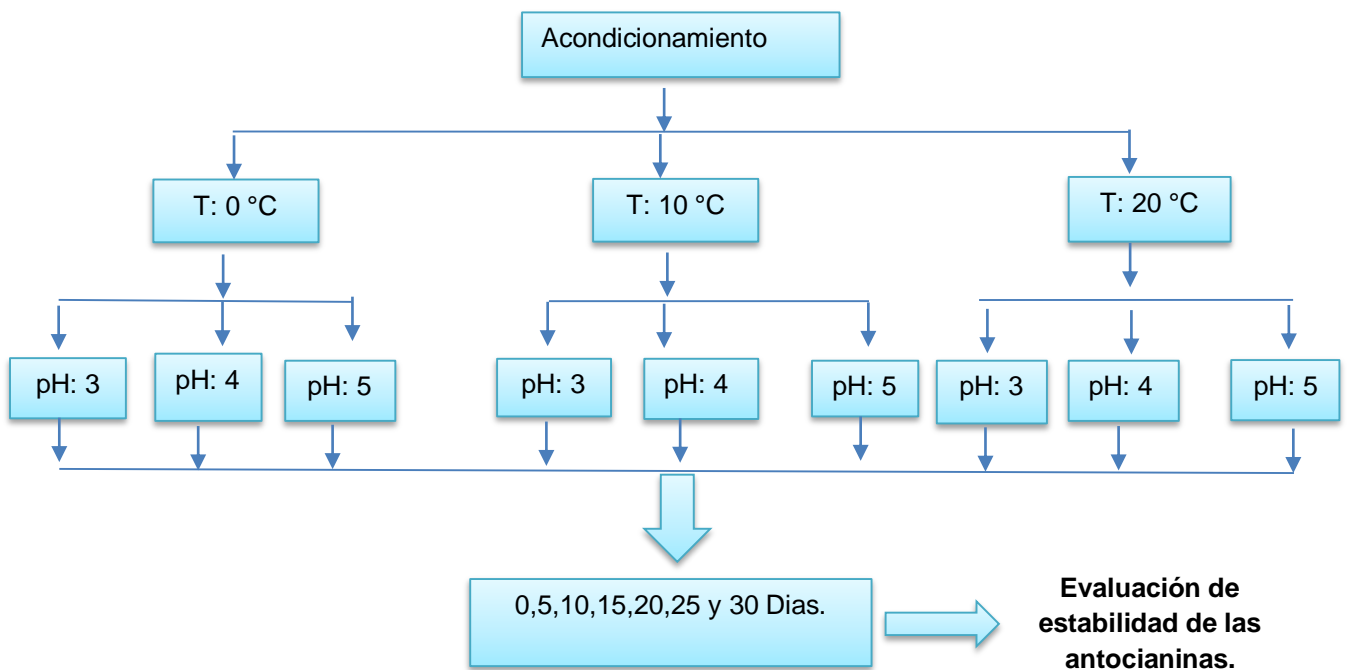 Acondicionamiento
T: 0 °C
T: 10 °C
T: 20 °C
pH: 3
pH: 4
pH: 5
pH: 3
pH: 4
pH: 5
pH: 3
pH: 4
pH: 5
0,5,10,15,20,25 y 30 Dias.
Evaluación de
estabilidad de las
antocianinas.